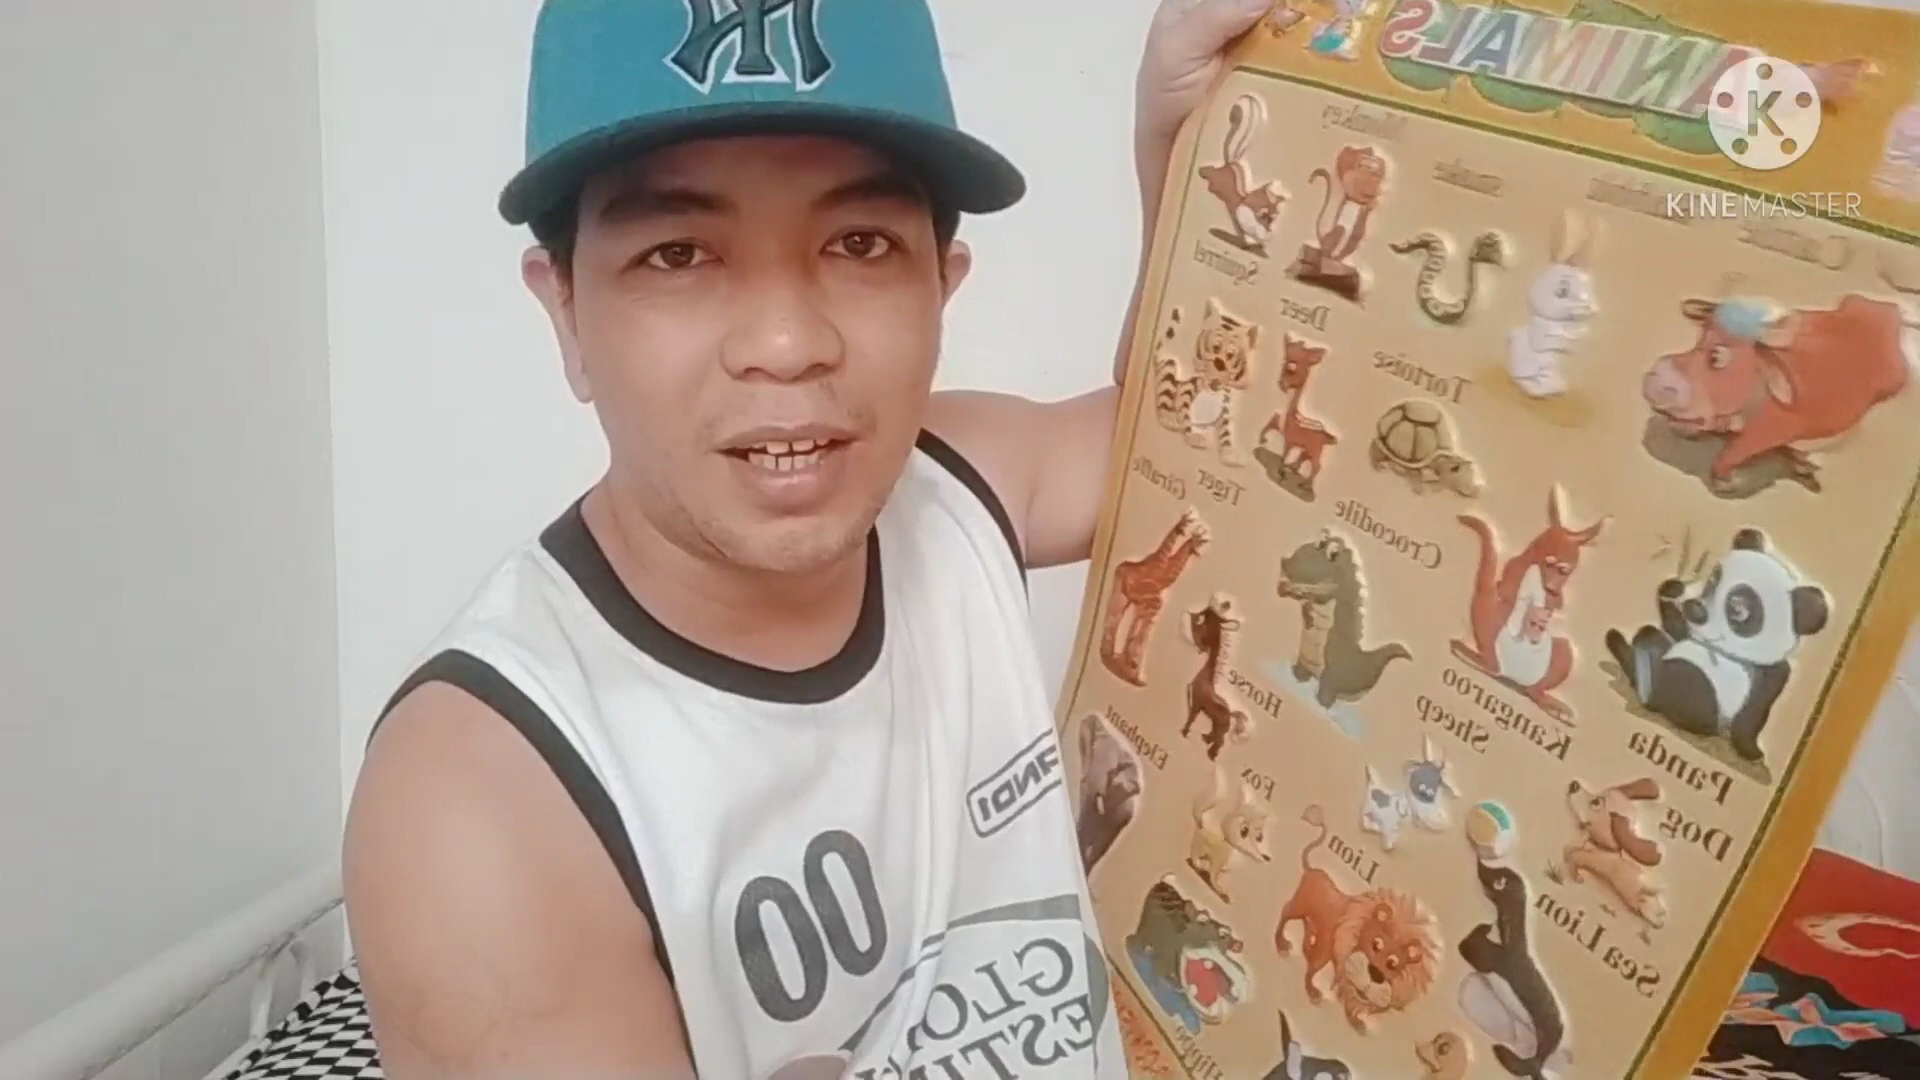 ANIMALS
KINEMASTER
Monkey
Squirrel
Deer
Tortoise
Giraffe
Tiger
Crocodile
Horse
Kangaroo
Sheep
Panda
Elephant
Fox
Dog
Lion
Sea Lion
Hippo
00
GLO